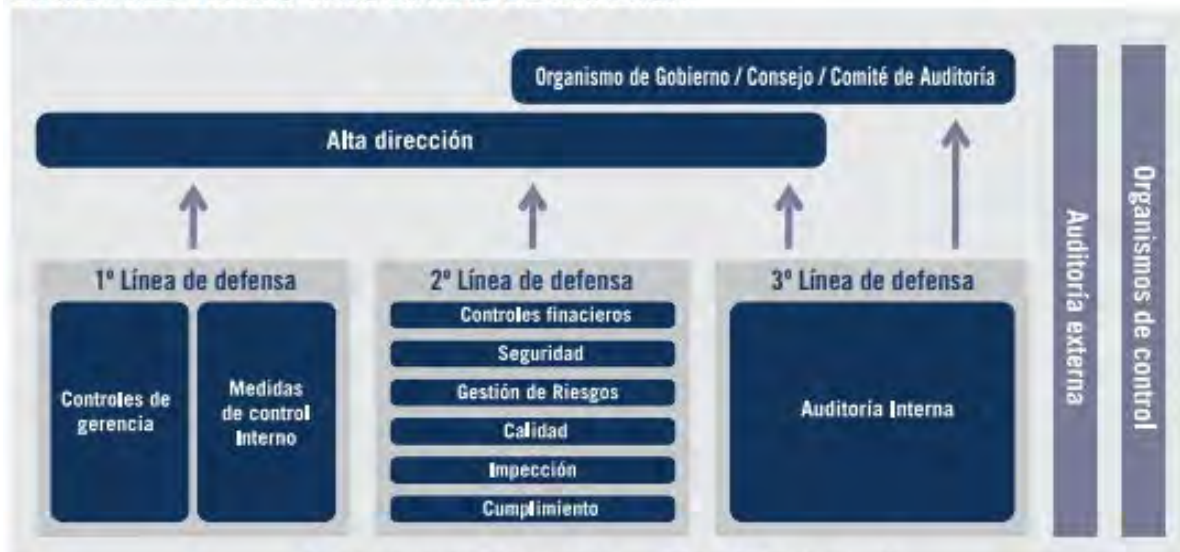 Organismo de Gobierno / Consejo / Comité de Auditoría
Alta dirección
1º Línea de defensa
Controles de
gerencia
Medidas
de control
Interno
2º Línea de defensa
Controles finacieros
Seguridad
Gestión de Riesgos
Calidad
Impección
Cumplimiento
3º Línea de defensa
Auditoría Interna
Auditoría externa
Organismos de control